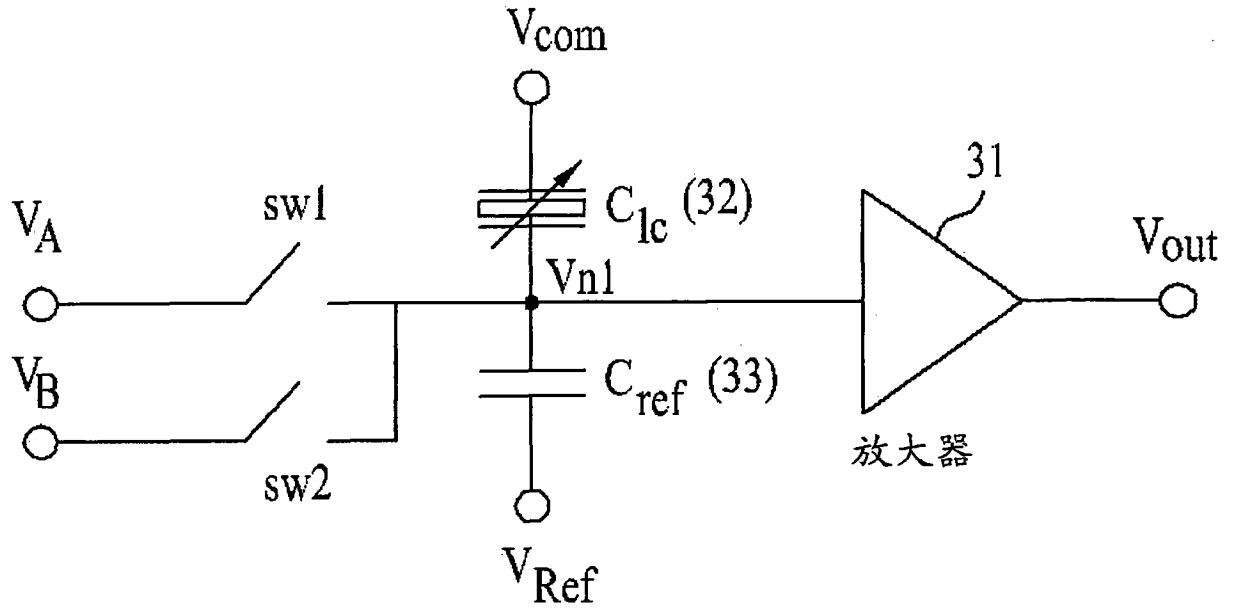 Vcom
31
sw1
Clc (32)
VA
Vout
Vn1
VB
Cref (33)
放大器
sw2
VRef